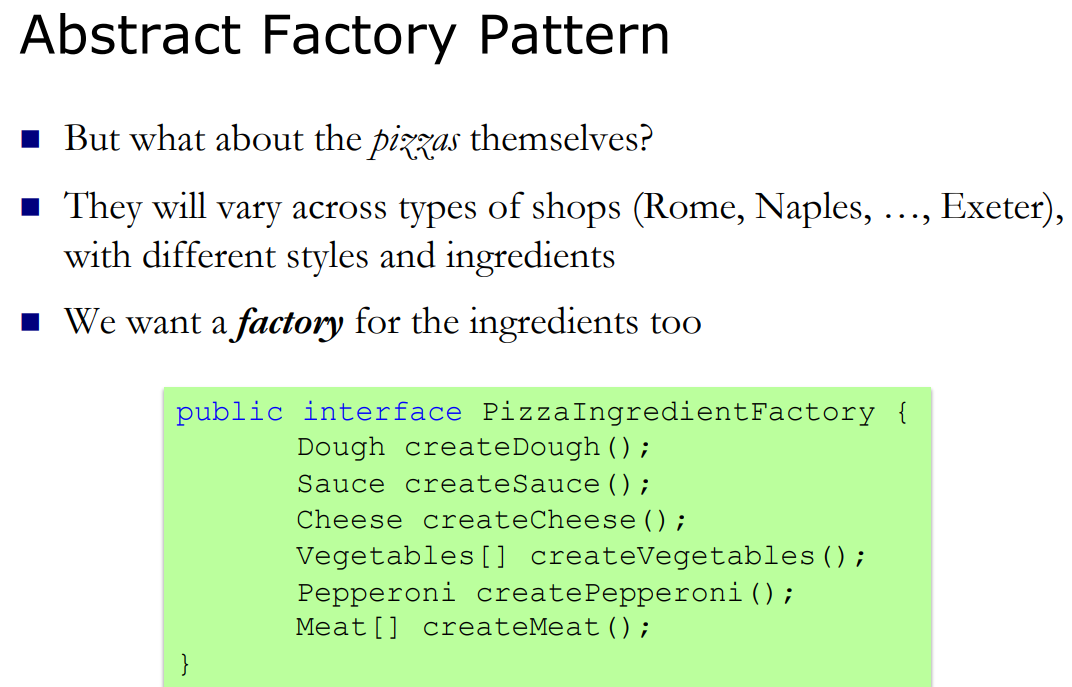 Abstract Factory Pattern
But what about the pizzas themselves?
They will vary across types of shops (Rome, Naples, …, Exeter),
with different styles and ingredients
We want a factory for the ingredients too
public interface PizzaIngredientFactory {
Dough createDough();
Sauce createSauce();
Cheese createCheese();
Vegetables[] createVegetables();
Pepperoni createPepperoni();
Meat[] createMeat();
}